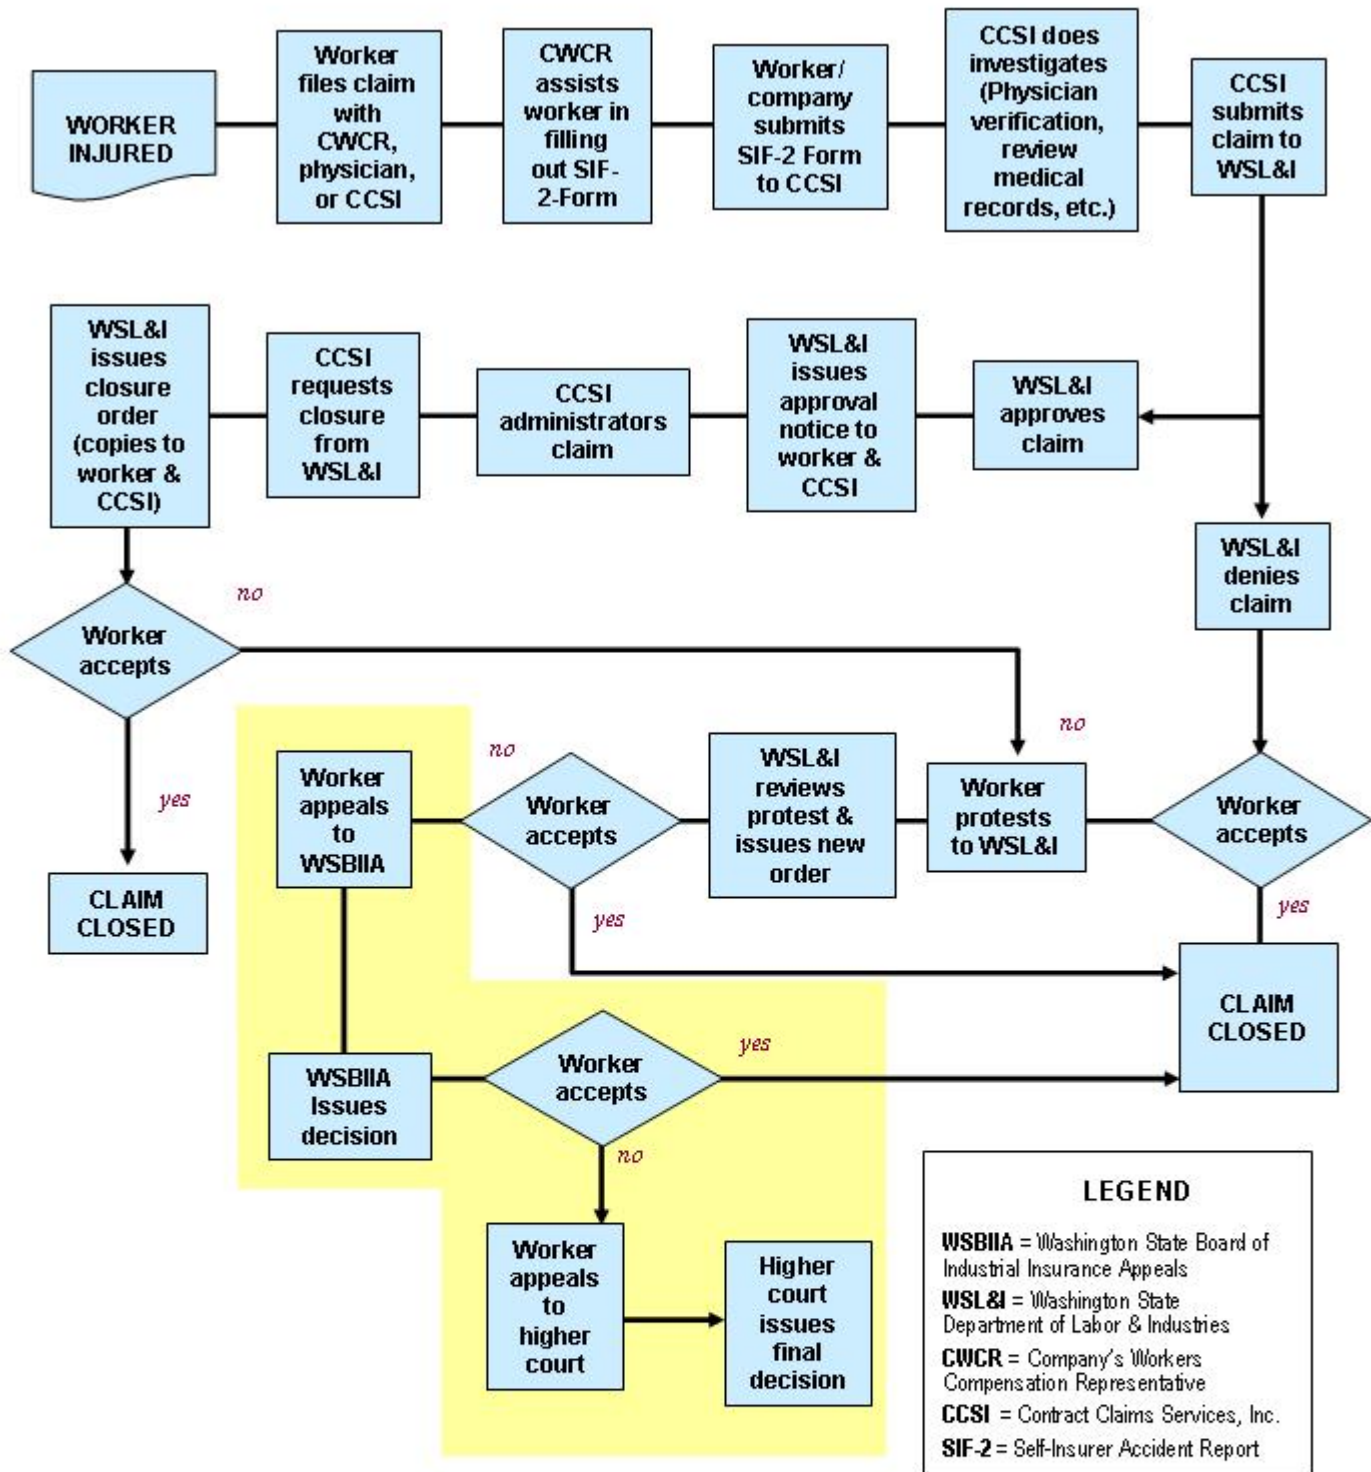 WORKER
INJURED
Worker
files claim
with
CWCR,
physician,
or CCSI
CWCR
assists
worker in
filling
out SIF-
2-Form
Worker/
company
submits
SIF-2 Form
to CCSI
CCSI does
investigates
(Physician
verification,
review
medical
records, etc.)
CCSI
submits
claim to
WSL&I
WSL&I
issues
closure
order
(copies to
worker &
CCSI)
CCSI
requests
closure
from
WSL&I
CCSI
administrators
claim
WSL&I
issues
approval
notice to
worker &
CCSI
WSL&I
approves
claim
WSL&I
denies
claim
Worker
accepts
no
yes
CLAIM
CLOSED
Worker
appeals
to
WSBIIA
no
Worker
accepts
yes
WSL&I
reviews
protest &
issues new
order
Worker
protests
to WSL&I
no
Worker
accepts
yes
CLAIM
CLOSED
WSBIIA
Issues
decision
Worker
accepts
yes
no
Worker
appeals
to
higher
court
Higher
court
issues
final
decision
LEGEND
WSBIIA = Washington State Board of
Industrial Insurance Appeals
WSL&I = Washington State
Department of Labor & Industries
CWCR = Company's Workers
Compensation Representative
CCSI = Contract Claims Services, Inc.
SIF-2 = Self-Insurer Accident Report